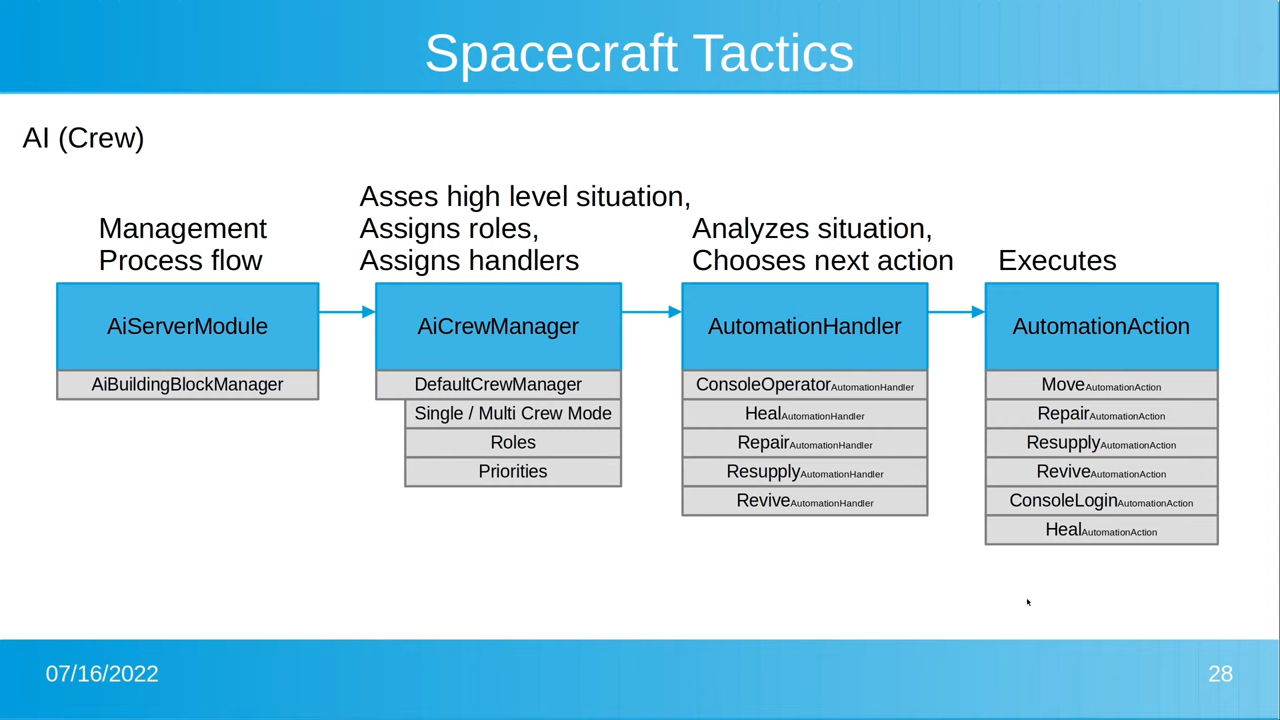 Spacecraft Tactics
AI (Crew)
Management
Process flow
Asses high level situation,
Assigns roles,
Assigns handlers
Analyzes situation,
Chooses next action
Executes
AiServerModule
AiBuildingBlockManager
AiCrewManager
DefaultCrewManager
Single / Multi Crew Mode
Roles
Priorities
AutomationHandler
ConsoleOperatorAutomationHandler
HealAutomationHandler
RepairAutomationHandler
ResupplyAutomationHandler
ReviveAutomationHandler
AutomationAction
MoveAutomationAction
RepairAutomationAction
ResupplyAutomationAction
ReviveAutomationAction
ConsoleLoginAutomationAction
HealAutomationAction
07/16/2022
28